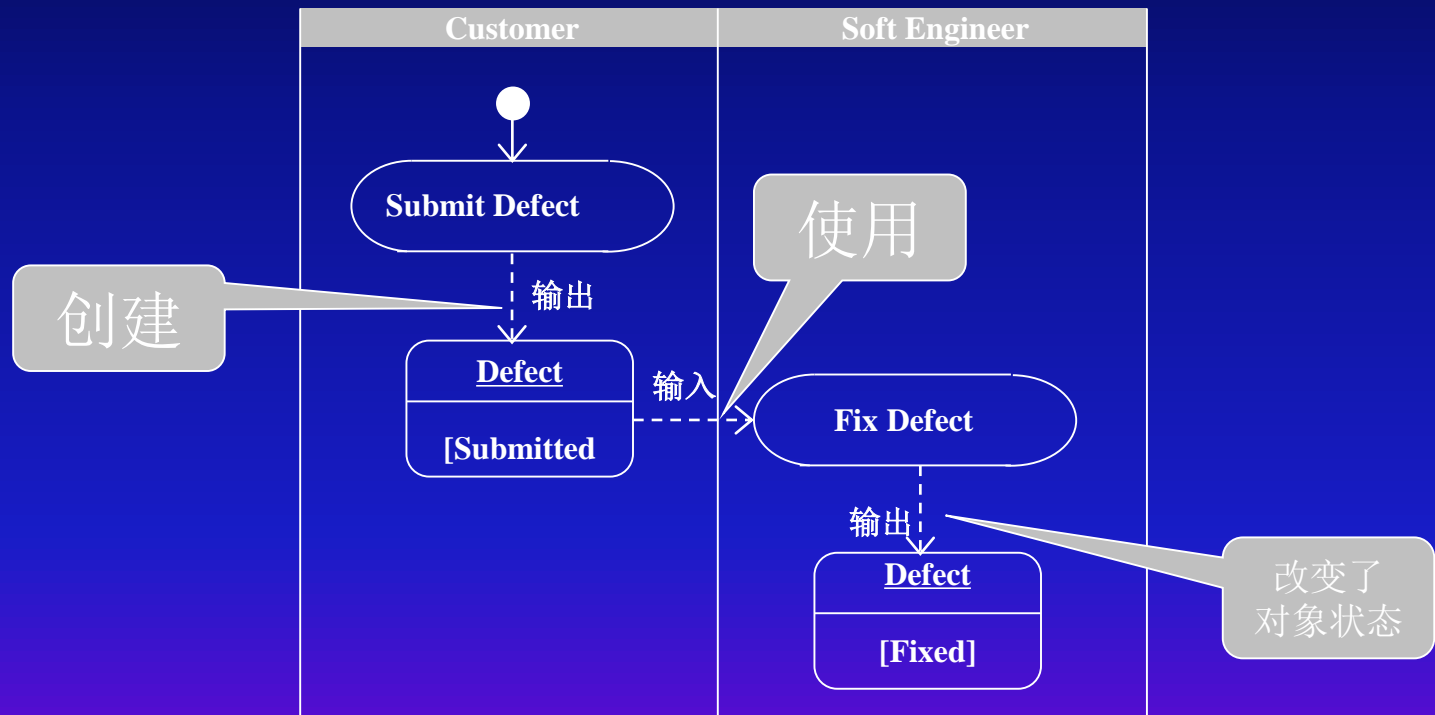 Customer
Soft Engineer
Submit Defect
使用
创建
输出
Defect
输入
[Submitted
Fix Defect
输出
Defect
[Fixed]
改变了
对象状态